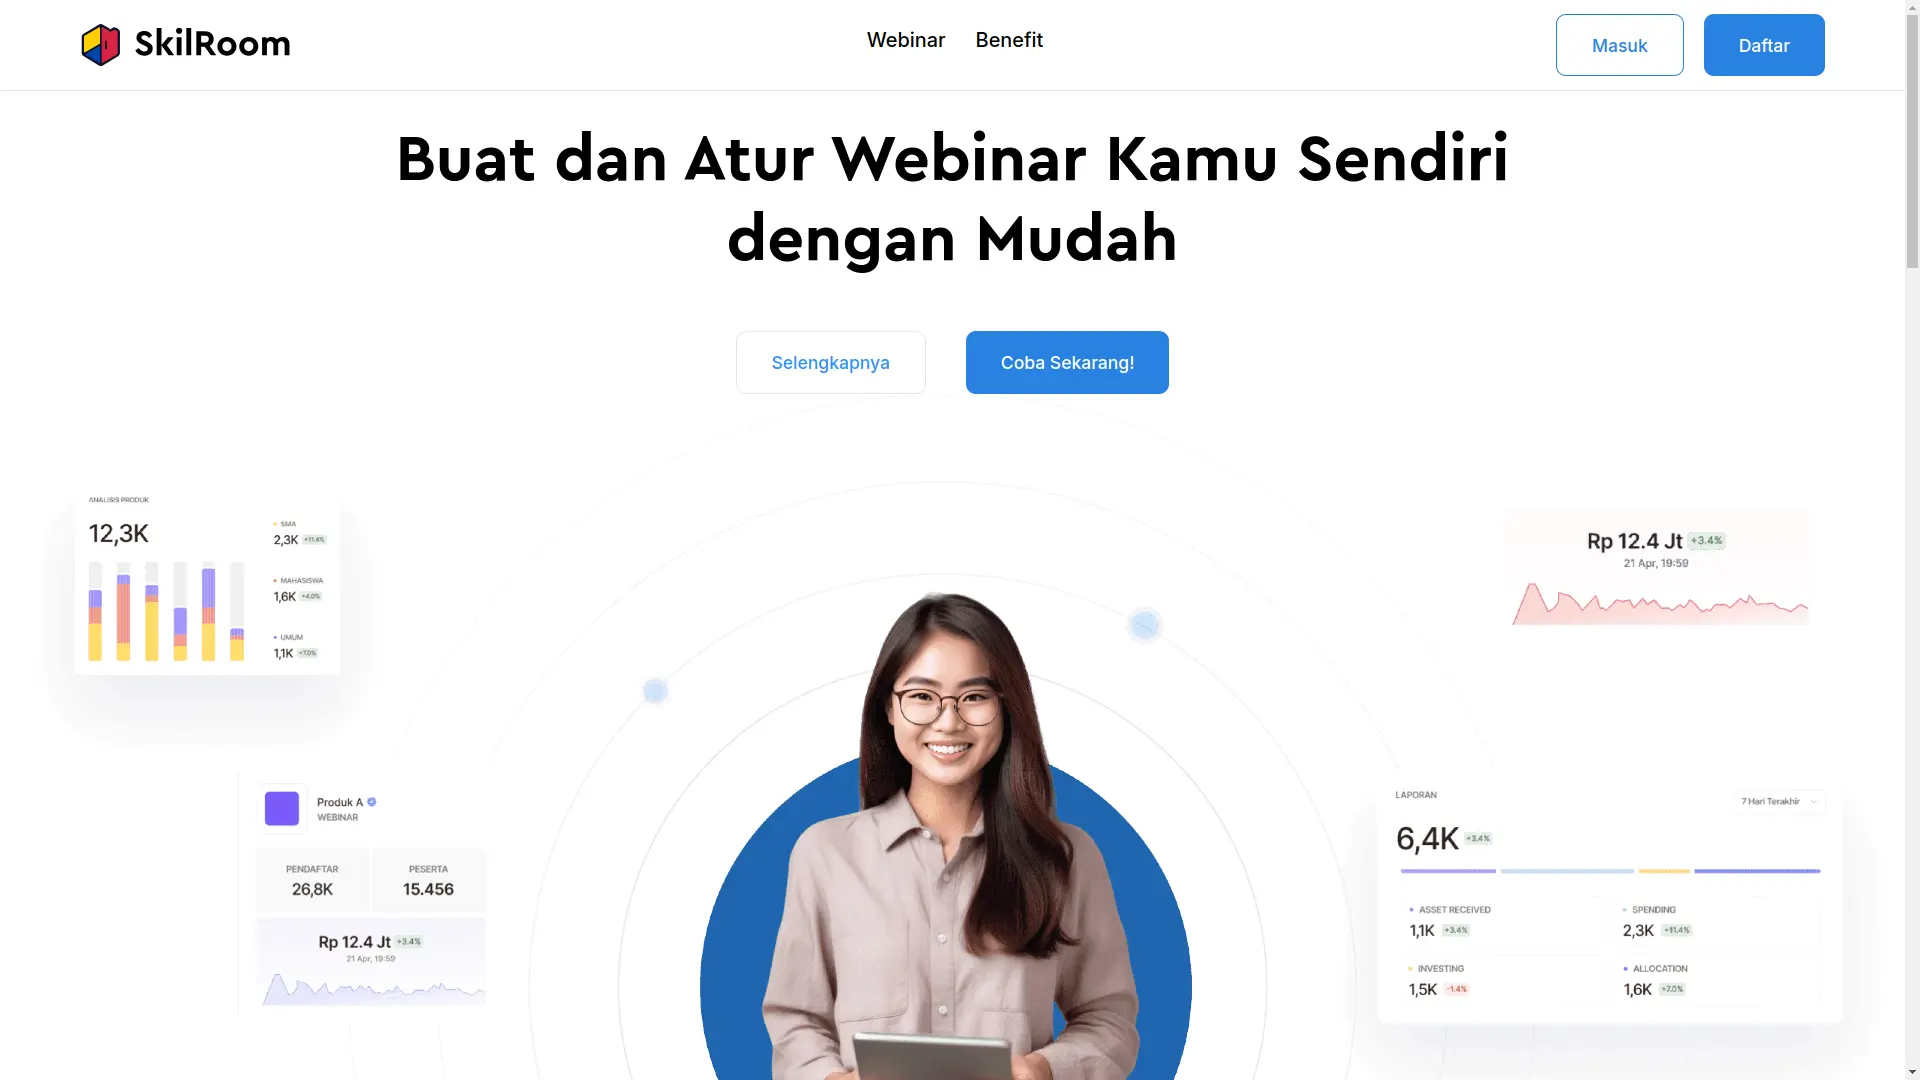 SkilRoom
Webinar
Benefit
Masuk
Daftar
Buat dan Atur Webinar Kamu Sendiri
dengan Mudah
Selengkapnya
Coba Sekarang!
ANALISIS PRODUK
12,3K
SMA
2,3K +11.4%
MAHASISWA
1,6K +4.0%
UMUM
1,1K +7.0%
Rp 12.4 Jt +3.4%
21 Apr, 19:59
Produk A
WEBINAR
PENDAFTAR
26,8K
PESERTA
15.456
Rp 12.4 Jt +3.4%
21 Apr, 19:59
LAPORAN
7 Hari Terakhir
6,4K +3.4%
ASSET RECEIVED
1,1K +3.4%
SPENDING
2,3K +11.4%
INVESTING
1,5K -1.4%
ALLOCATION
1,6K +7.0%